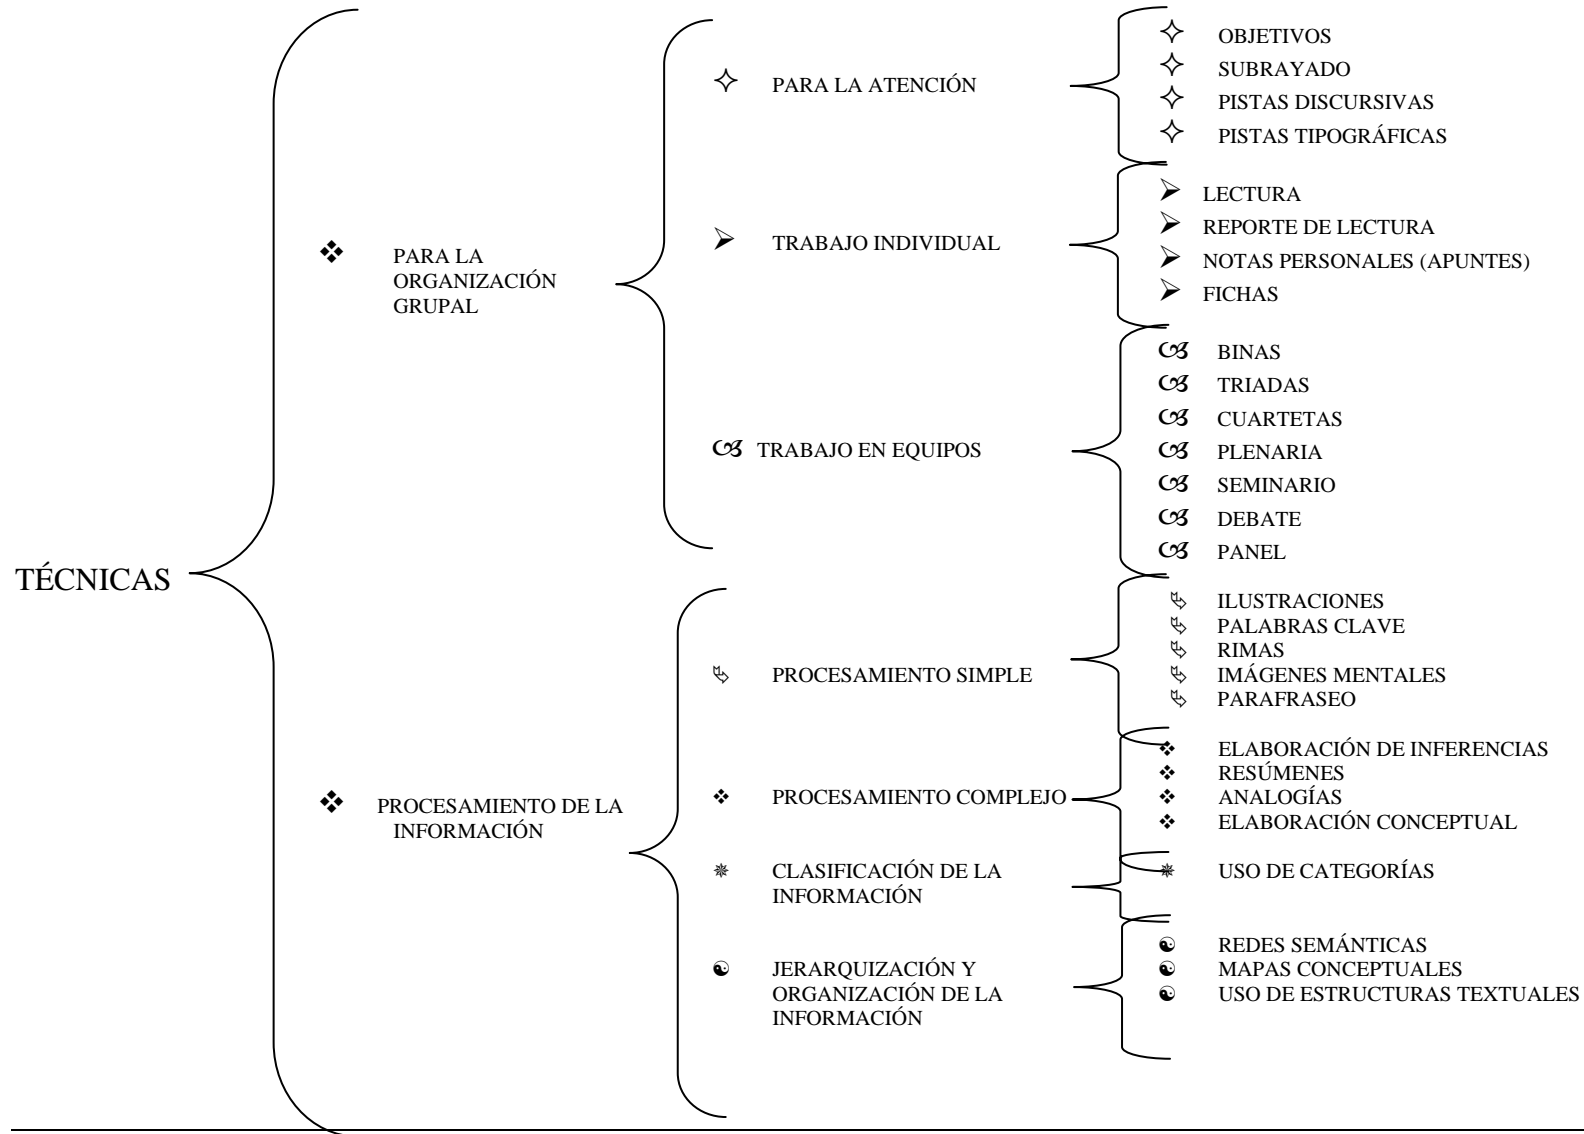 TÉCNICAS
PARA LA
ORGANIZACIÓN
GRUPAL
PARA LA ATENCIÓN
OBJETIVOS
SUBRAYADO
PISTAS DISCURSIVAS
PISTAS TIPOGRÁFICAS
TRABAJO INDIVIDUAL
LECTURA
REPORTE DE LECTURA
NOTAS PERSONALES (APUNTES)
FICHAS
TRABAJO EN EQUIPOS
BINAS
TRIADAS
CUARTETAS
PLENARIA
SEMINARIO
DEBATE
PANEL
PROCESAMIENTO DE LA
INFORMACIÓN
PROCESAMIENTO SIMPLE
ILUSTRACIONES
PALABRAS CLAVE
RIMAS
IMÁGENES MENTALES
PARAFRASEO
PROCESAMIENTO COMPLEJO
ELABORACIÓN DE INFERENCIAS
RESÚMENES
ANALOGÍAS
ELABORACIÓN CONCEPTUAL
CLASIFICACIÓN DE LA
INFORMACIÓN
USO DE CATEGORÍAS
JERARQUIZACIÓN Y
ORGANIZACIÓN DE LA
INFORMACIÓN
REDES SEMÁNTICAS
MAPAS CONCEPTUALES
USO DE ESTRUCTURAS TEXTUALES